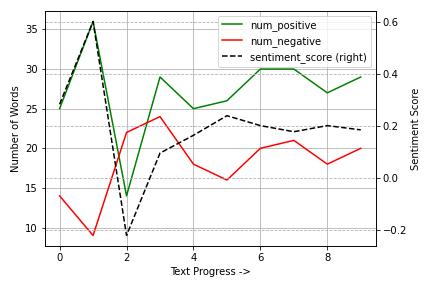 num_positive
num_negative
sentiment_score (right)
Number of Words
35
30
25
20
15
10
0.6
0.4
0.2
0.0
−0.2
Sentiment Score
0 2 4 6 8
Text Progress ->